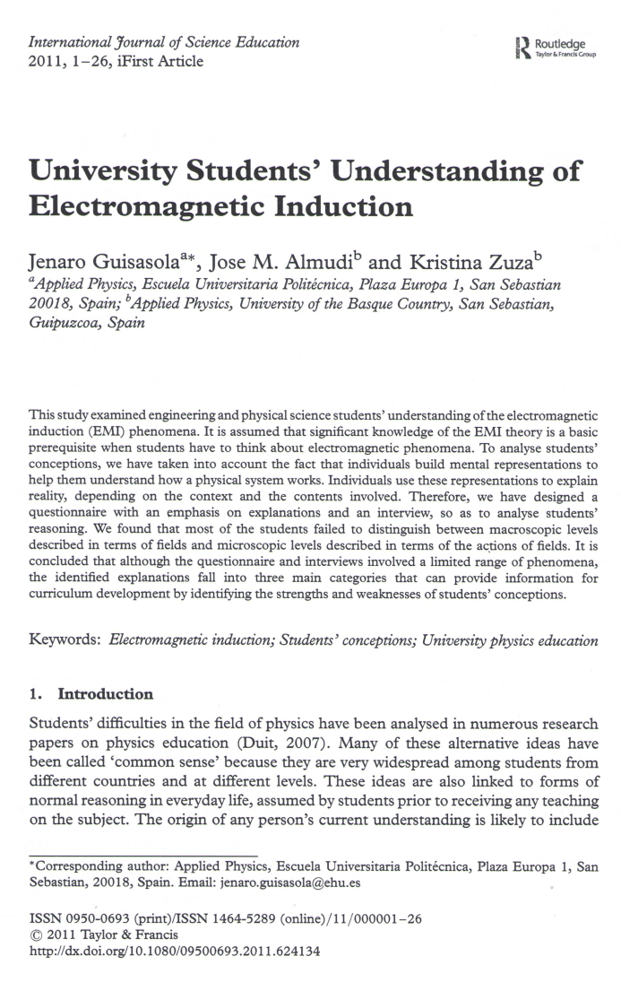 International Journal of Science Education
2011, 1–26, iFirst Article
Routledge
Taylor & Francis Group
University Students' Understanding of
Electromagnetic Induction
Jenaro Guisasolaᵃ*, Jose M. Almudiᵇ and Kristina Zuzaᵇ
ᵃApplied Physics, Escuela Universitaria Politécnica, Plaza Europa 1, San Sebastian
20018, Spain; ᵇApplied Physics, University of the Basque Country, San Sebastian,
Guipuzcoa, Spain
This study examined engineering and physical science students' understanding of the electromagnetic
induction (EMI) phenomena. It is assumed that significant knowledge of the EMI theory is a basic
prerequisite when students have to think about electromagnetic phenomena. To analyse students'
conceptions, we have taken into account the fact that individuals build mental representations to
help them understand how a physical system works. Individuals use these representations to explain
reality, depending on the context and the contents involved. Therefore, we have designed a
questionnaire with an emphasis on explanations and an interview, so as to analyse students'
reasoning. We found that most of the students failed to distinguish between macroscopic levels
described in terms of fields and microscopic levels described in terms of the actions of fields. It is
concluded that although the questionnaire and interviews involved a limited range of phenomena,
the identified explanations fall into three main categories that can provide information for
curriculum development by identifying the strengths and weaknesses of students' conceptions.
Keywords: Electromagnetic induction; Students' conceptions; University physics education
1. Introduction
Students' difficulties in the field of physics have been analysed in numerous research
papers on physics education (Duit, 2007). Many of these alternative ideas have
been called 'common sense' because they are very widespread among students from
different countries and at different levels. These ideas are also linked to forms of
normal reasoning in everyday life, assumed by students prior to receiving any teaching
on the subject. The origin of any person's current understanding is likely to include
*Corresponding author: Applied Physics, Escuela Universitaria Politécnica, Plaza Europa 1, San
Sebastian, 20018, Spain. Email: jenaro.guisasola@ehu.es
ISSN 0950-0693 (print)/ISSN 1464-5289 (online)/11/000001–26
© 2011 Taylor & Francis
http://dx.doi.org/10.1080/09500693.2011.624134